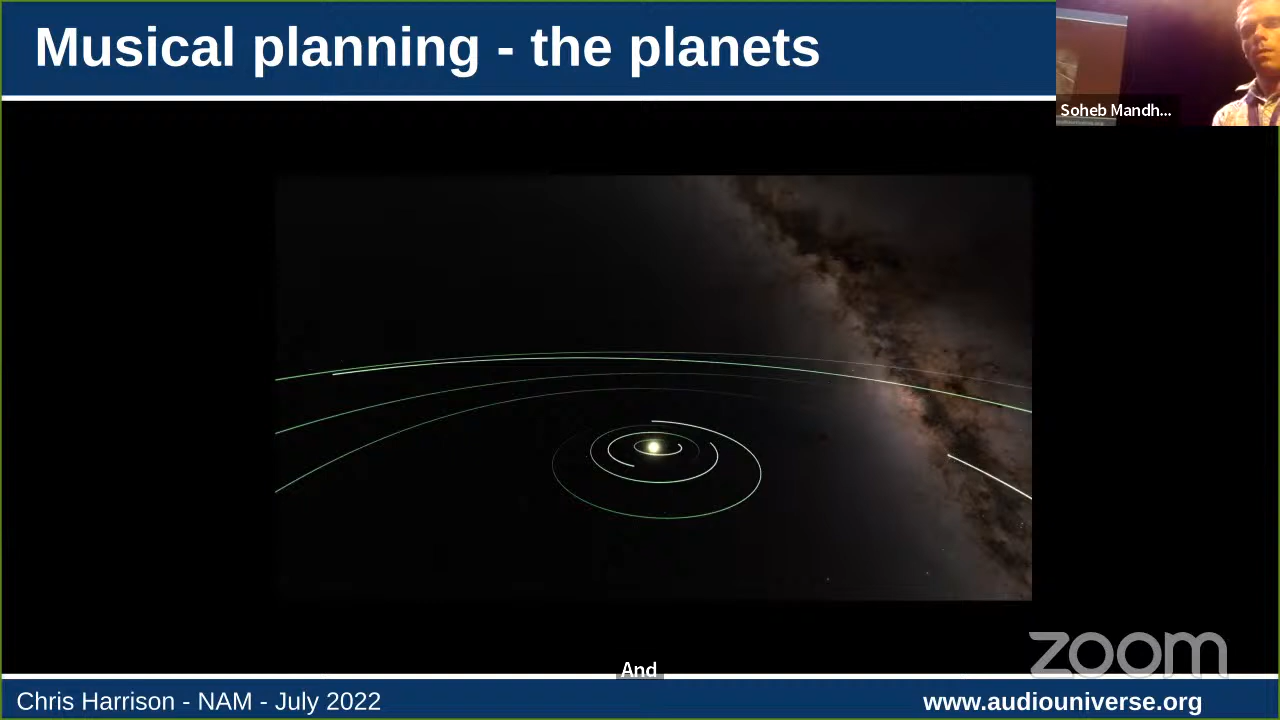 Musical planning - the planets
Soheb Mandh...
zoom
And
Chris Harrison - NAM - July 2022
www.audiouniverse.org